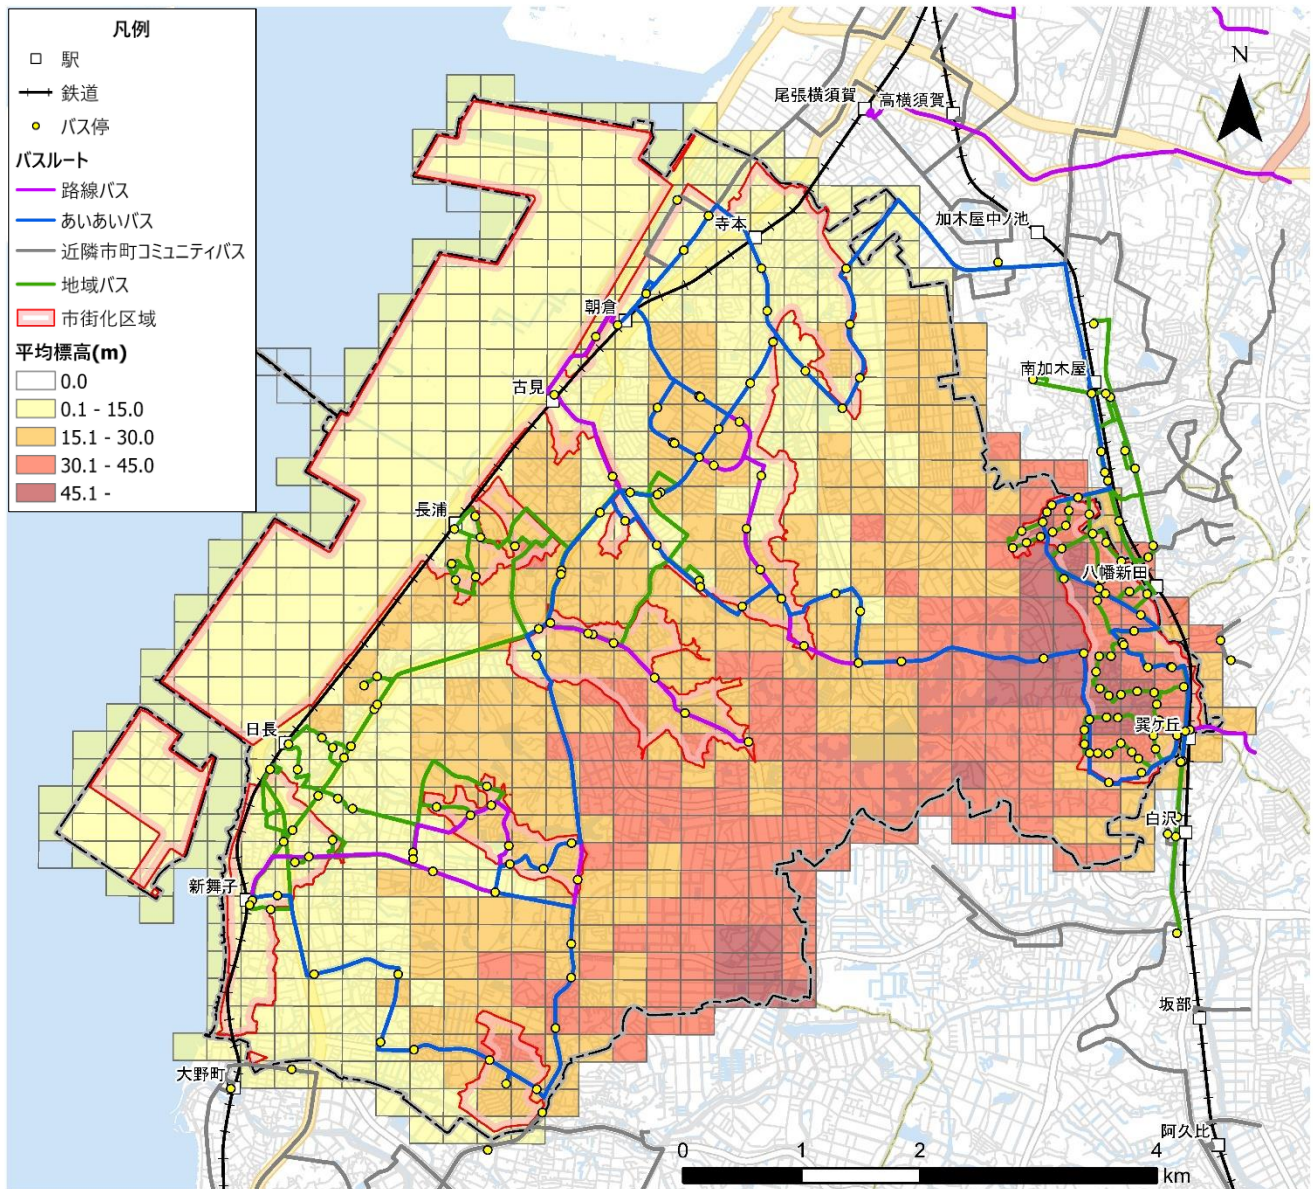 凡例
駅
鉄道
バス停
バスルート
路線バス
あいあいバス
近隣市町コミュニティバス
地域バス
市街化区域
平均標高(m)
0.0
0.1 - 15.0
15.1 - 30.0
30.1 - 45.0
45.1 -
N
尾張横須賀
高横須賀
加木屋中ノ池
寺本
朝倉
南加木屋
古見
長浦
八幡新田
日長
巽ケ丘
白沢
新舞子
坂部
大野町
阿久比
0 1 2 4
km